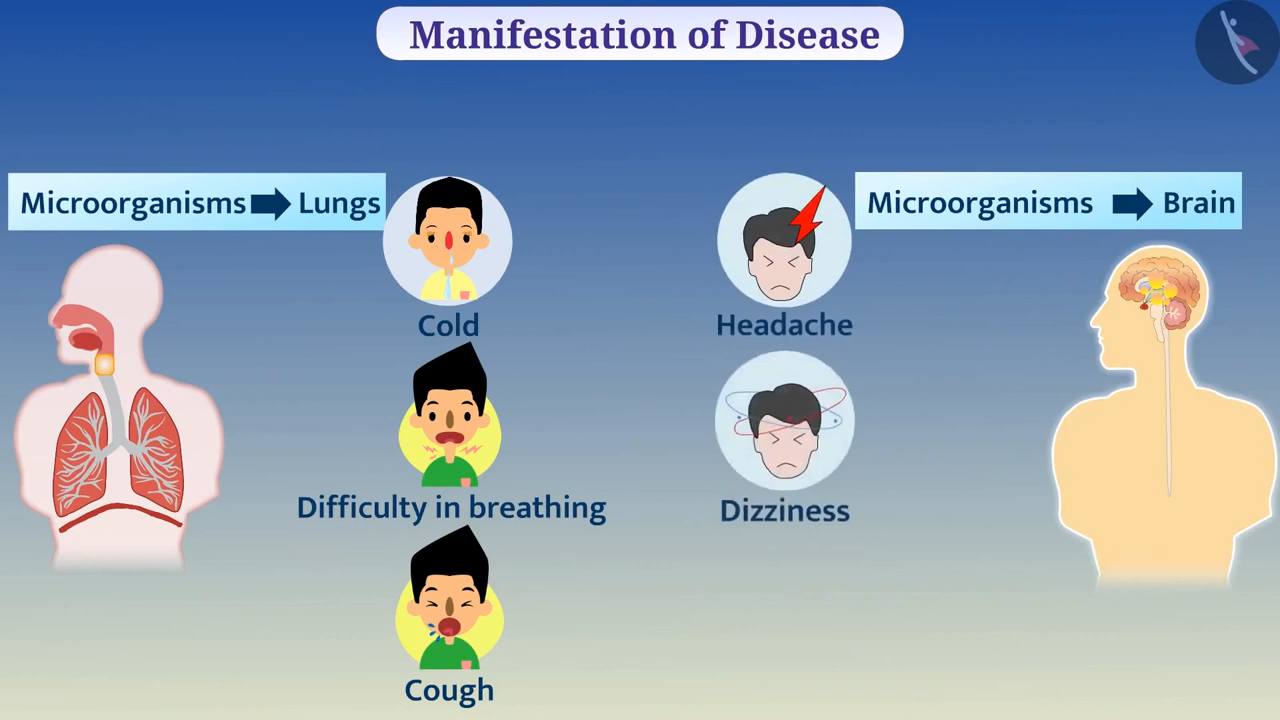 Manifestation of Disease
Microorganisms Lungs
Cold
Difficulty in breathing
Cough
Microorganisms Brain
Headache
Dizziness